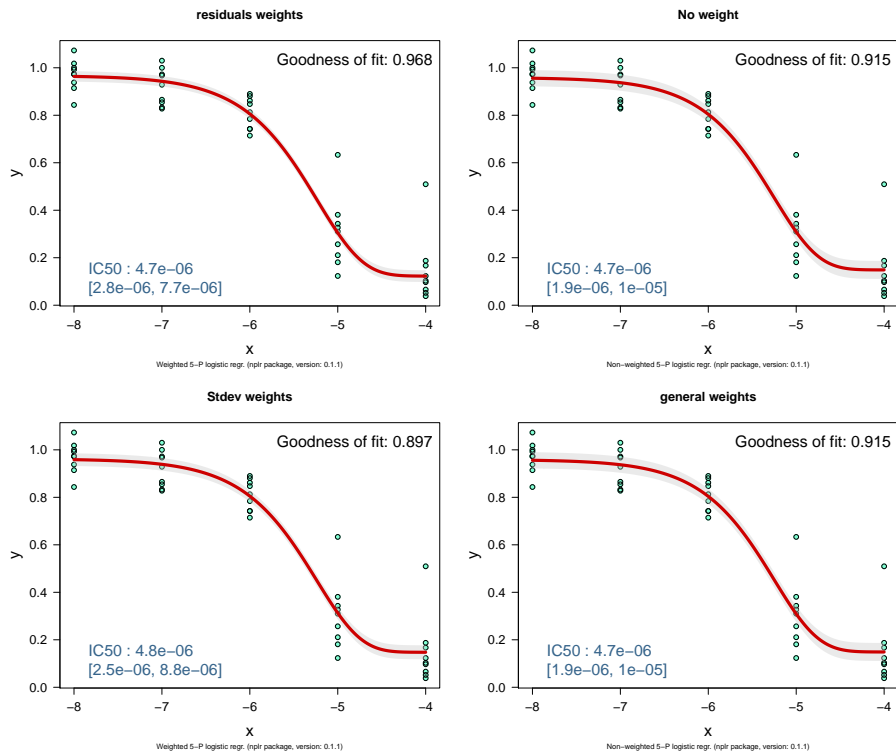 residuals weights
Goodness of fit: 0.968
y
1.0
0.8
0.6
0.4
0.2
0.0
IC50 : 4.7e−06
[2.8e−06, 7.7e−06]
−8
−7
−6
−5
−4
x
Weighted 5−P logistic regr. (nplr package, version: 0.1.1)
No weight
Goodness of fit: 0.915
y
1.0
0.8
0.6
0.4
0.2
0.0
IC50 : 4.7e−06
[1.9e−06, 1e−05]
−8
−7
−6
−5
−4
x
Non−weighted 5−P logistic regr. (nplr package, version: 0.1.1)
Stdev weights
Goodness of fit: 0.897
y
1.0
0.8
0.6
0.4
0.2
0.0
IC50 : 4.8e−06
[2.5e−06, 8.8e−06]
−8
−7
−6
−5
−4
x
Weighted 5−P logistic regr. (nplr package, version: 0.1.1)
general weights
Goodness of fit: 0.915
y
1.0
0.8
0.6
0.4
0.2
0.0
IC50 : 4.7e−06
[1.9e−06, 1e−05]
−8
−7
−6
−5
−4
x
Non−weighted 5−P logistic regr. (nplr package, version: 0.1.1)